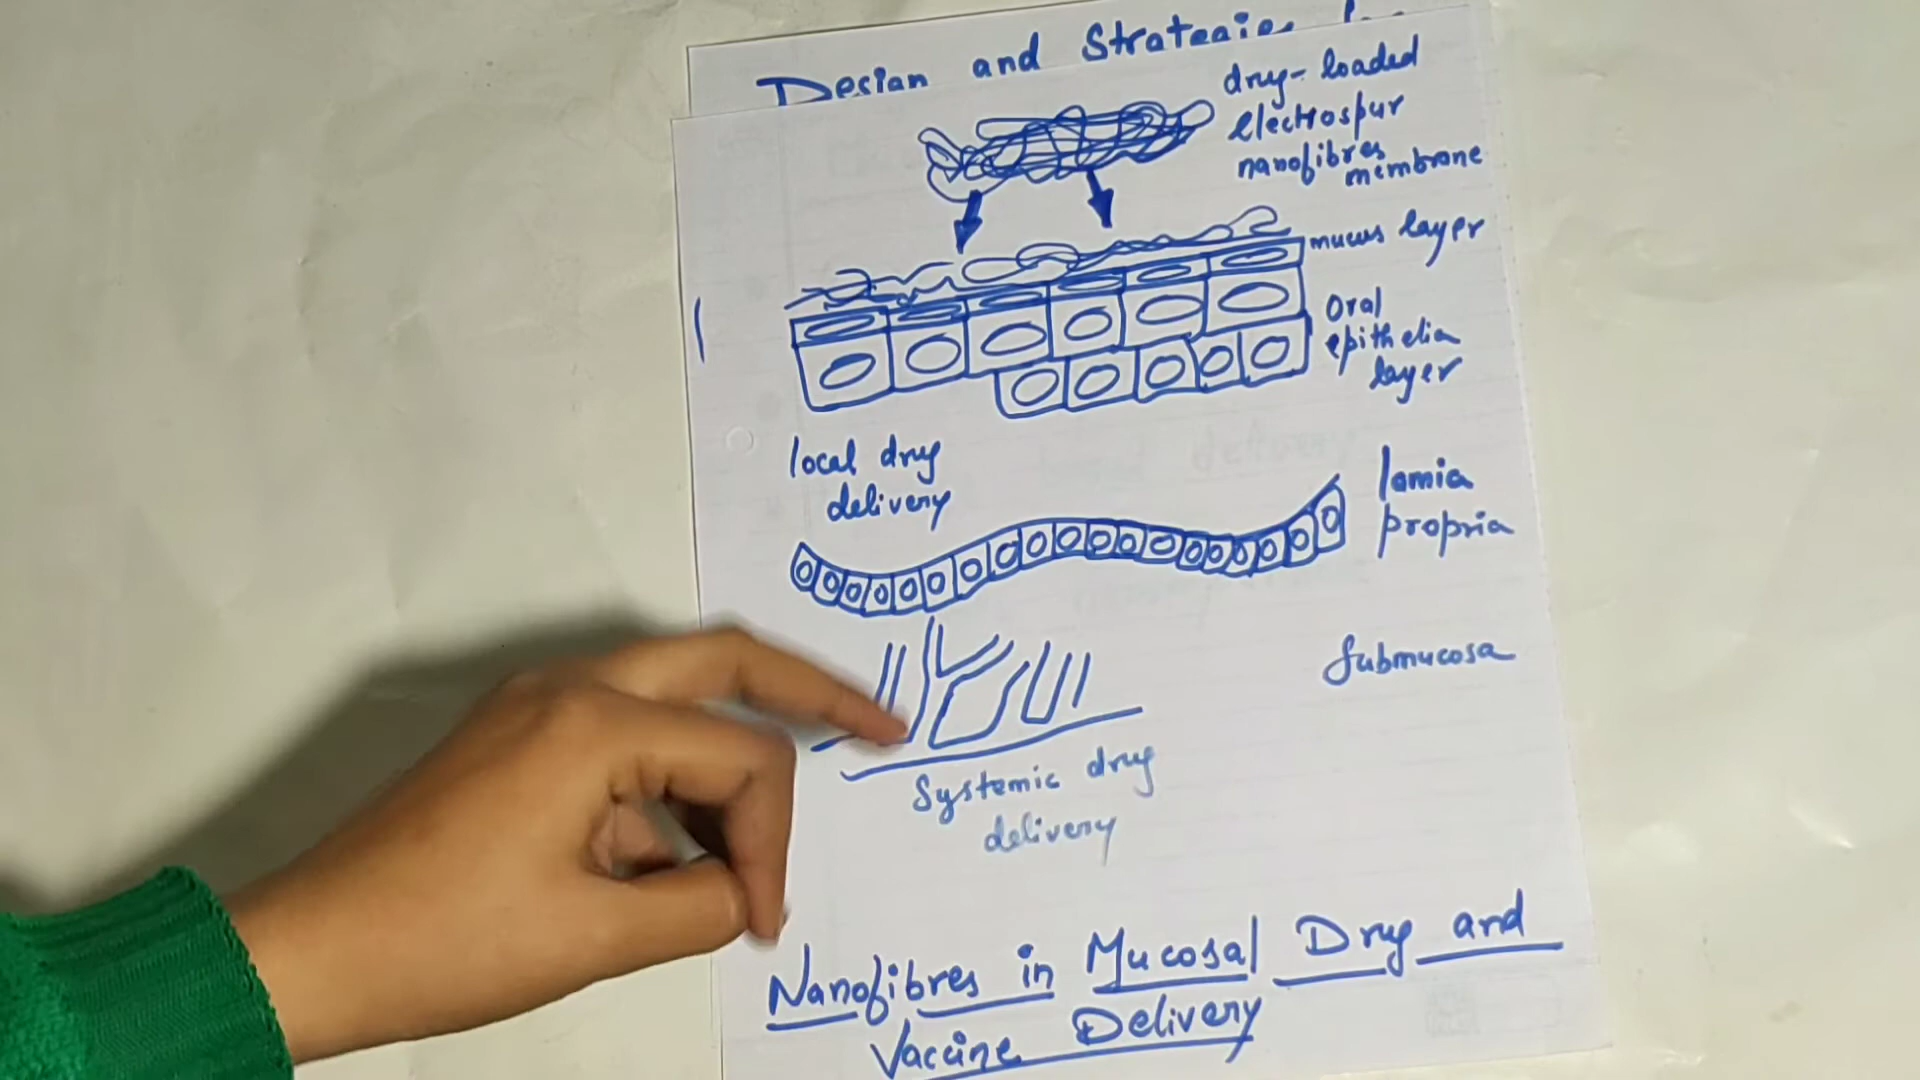 Design and Strategies
drug-loaded
electrospur
nanofibres
membrane
mucus layer
Oral
epithelia
layer
local drug
delivery
lamia
propria
Submucosa
Systemic drug
delivery
Nanofibres in Mucosal Drug and
Vaccine Delivery